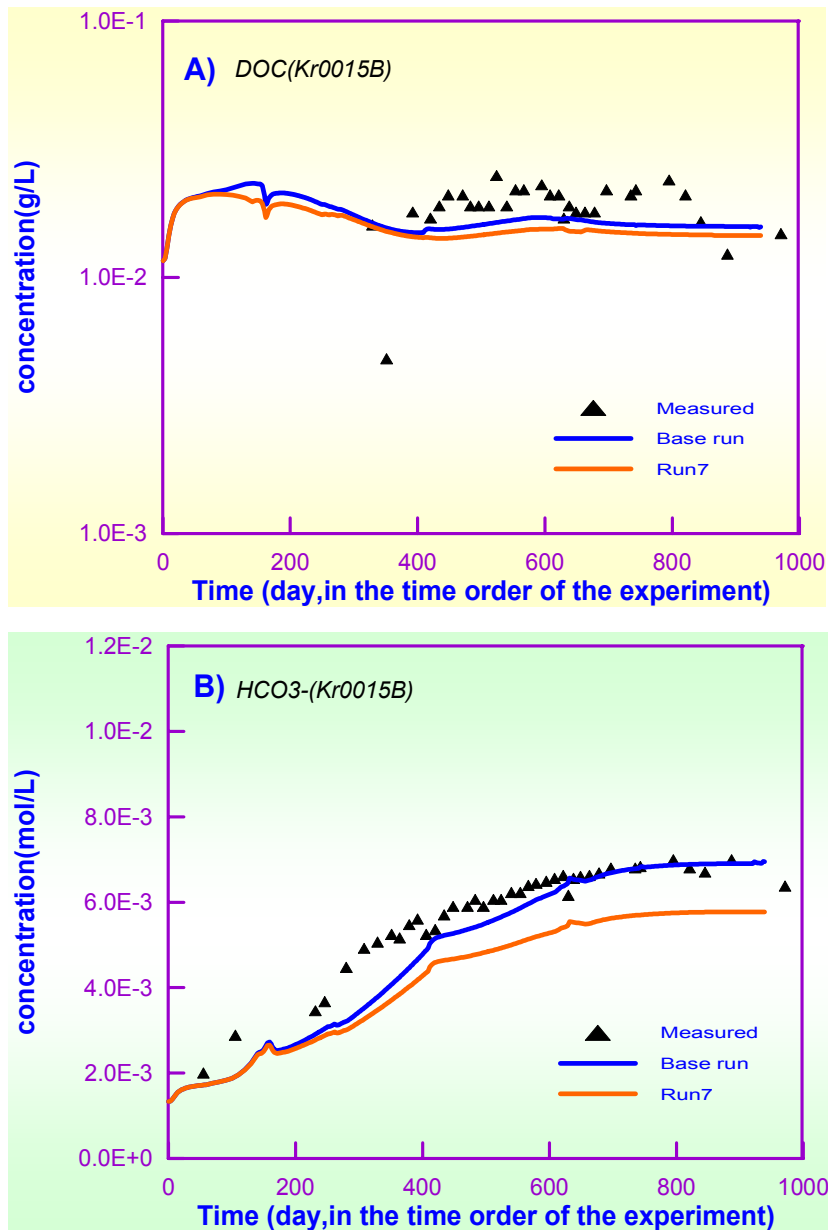 1.0E-1
A) DOC(Kr0015B)
concentration(g/L)
1.0E-2
Measured
Base run
Run7
1.0E-3
0 200 400 600 800 1000
Time (day,in the time order of the experiment)
1.2E-2
B) HCO3-(Kr0015B)
1.0E-2
concentration(mol/L)
8.0E-3
6.0E-3
4.0E-3
Measured
2.0E-3
Base run
Run7
0.0E+0
0 200 400 600 800 1000
Time (day,in the time order of the experiment)